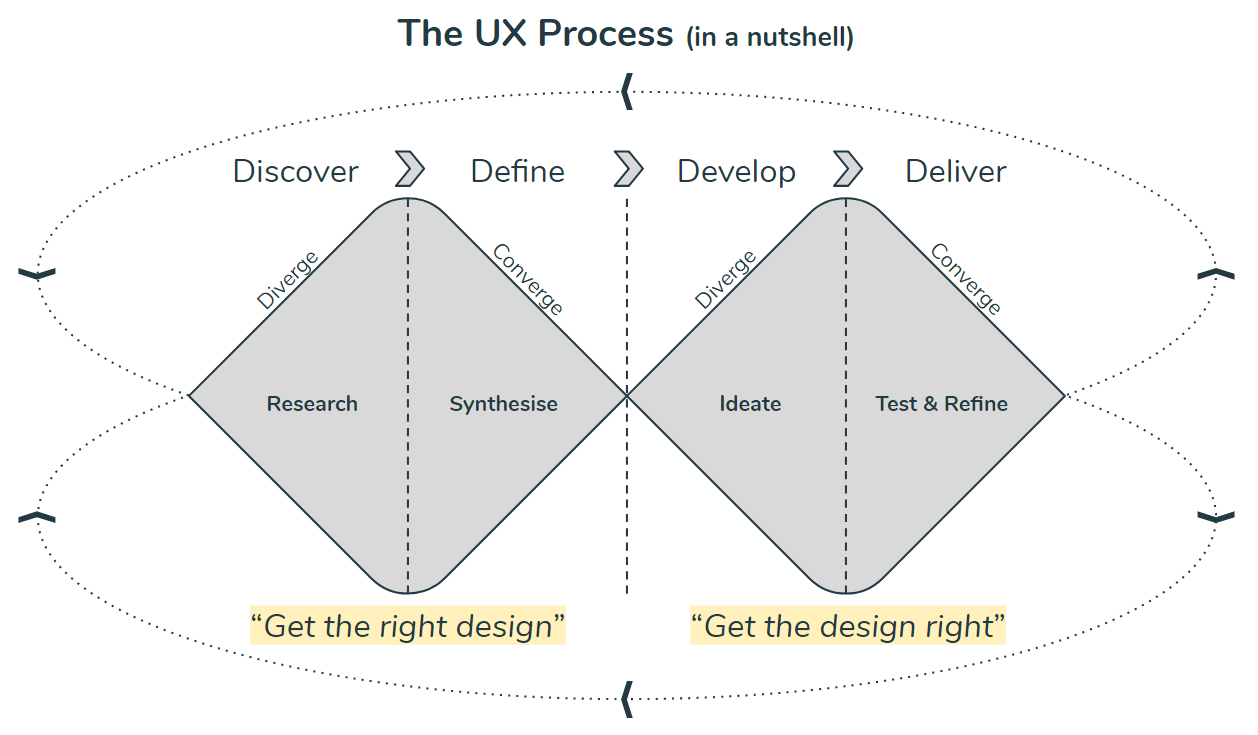 The UX Process (in a nutshell)
Discover
Define
Develop
Deliver
Diverge
Converge
Diverge
Converge
Research
Synthesise
Ideate
Test & Refine
“Get the right design”
“Get the design right”